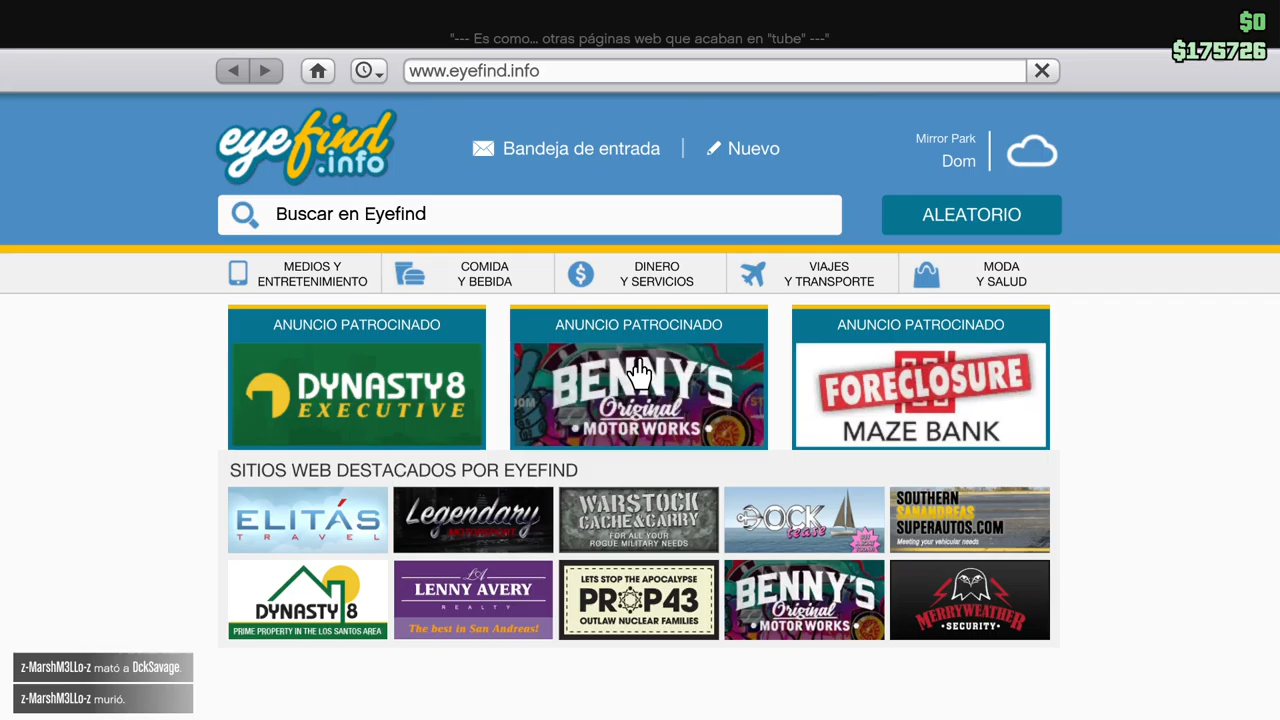 $0
"--- Es como... otras páginas web que acaban en "tube" ---"
$175726
www.eyefind.info
eyefind
.info
Bandeja de entrada
Nuevo
Mirror Park
Dom
Buscar en Eyefind
ALEATORIO
MEDIOS Y
ENTRETENIMIENTO
COMIDA
Y BEBIDA
DINERO
Y SERVICIOS
VIAJES
Y TRANSPORTE
MODA
Y SALUD
ANUNCIO PATROCINADO
DYNASTY8
EXECUTIVE
ANUNCIO PATROCINADO
BENNY'S
Original
MOTOR WORKS
ANUNCIO PATROCINADO
FORECLOSURE
MAZE BANK
SITIOS WEB DESTACADOS POR EYEFIND
ELITÁS
TRAVEL
Legendary
MOTORSPORT
WARSTOCK
CACHE & CARRY
FOR ALL YOUR
ROGUE MILITARY NEEDS
DOCK
tease
SOUTHERN
SANANDREAS
SUPERAUTOS.COM
Meeting your vehicular needs
DYNASTY 8
PRIME PROPERTY IN THE LOS SANTOS AREA
LA
LENNY AVERY
REALTY
The best in San Andreas!
LETS STOP THE APOCALYPSE
PROP43
OUTLAW NUCLEAR FAMILIES
BENNY'S
Original
MOTOR WORKS
MERRYWEATHER
SECURITY
z-MarshM3LLo-z mató a DckSavage.
z-MarshM3LLo-z murió.